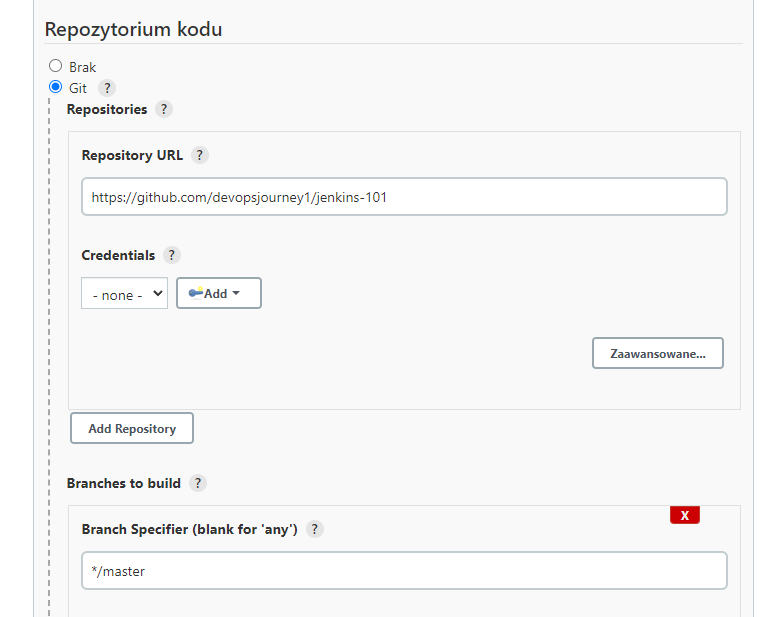 Repozytorium kodu
Brak
Git ?
Repositories ?
Repository URL ?
https://github.com/devopsjourney1/jenkins-101
Credentials ?
- none - Add
Zaawansowane...
Add Repository
Branches to build ?
X
Branch Specifier (blank for 'any') ?
*/master